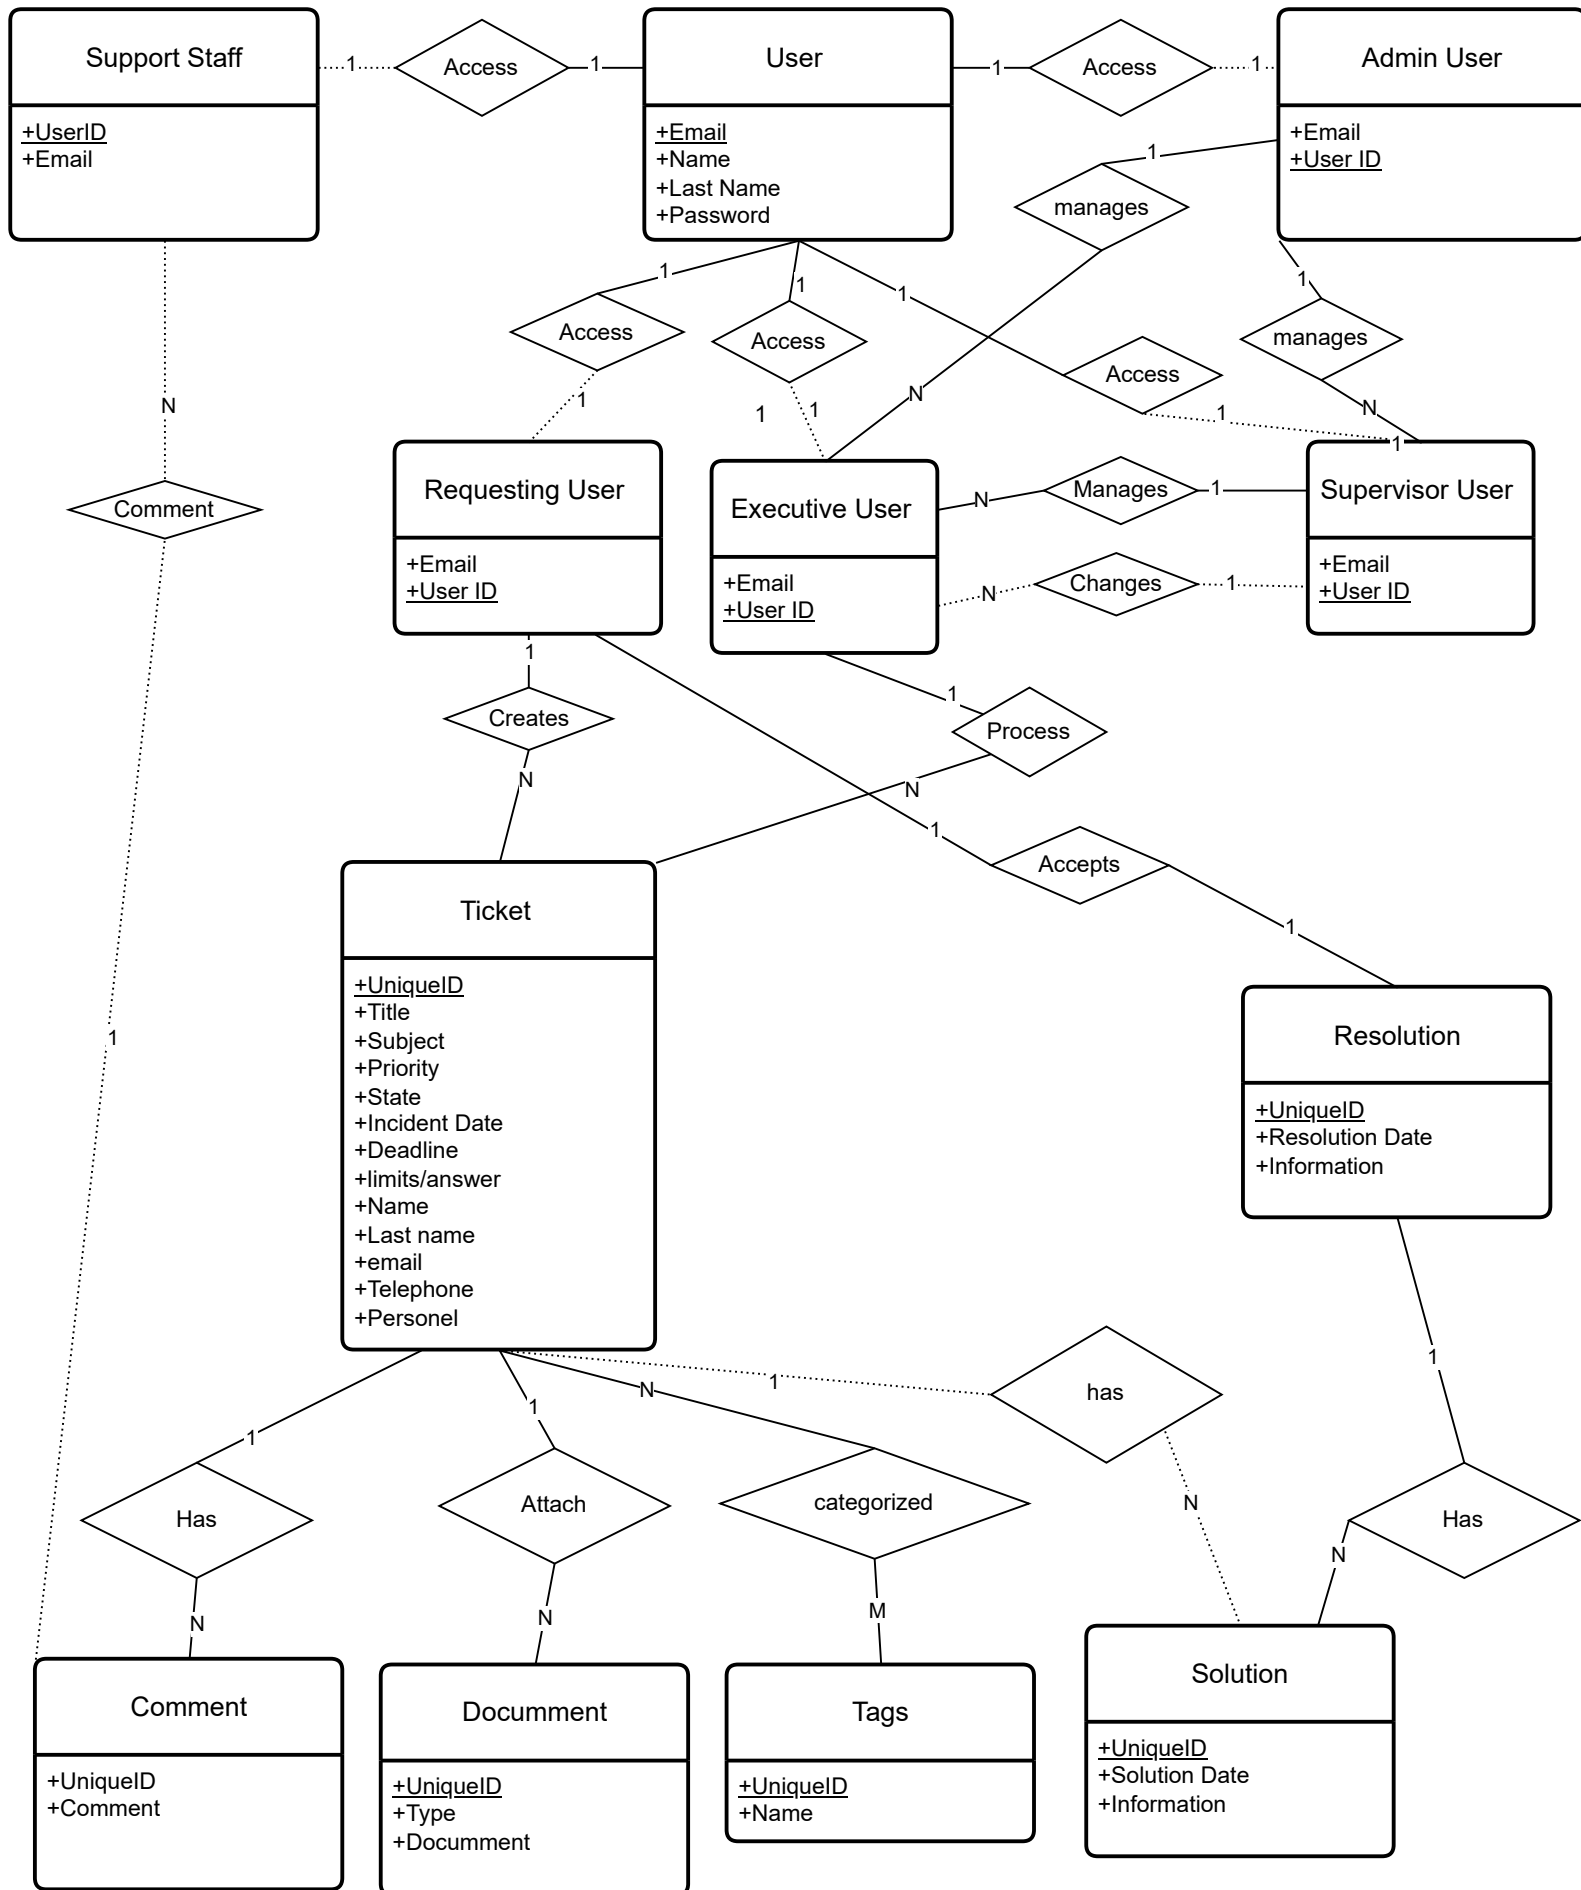 Support Staff
+UserID
+Email
1
Access
1
User
+Email
+Name
+Last Name
+Password
1
Access
1
Admin User
+Email
+User ID
1
manages
N
1
manages
N
1
Access
1
1
Access
1
1
1
Access
1
1
N
Comment
1
Requesting User
+Email
+User ID
Executive User
+Email
+User ID
N
Manages
1
N
Changes
1
Supervisor User
+Email
+User ID
1
Creates
N
1
Process
N
1
Accepts
1
Ticket
+UniqueID
+Title
+Subject
+Priority
+State
+Incident Date
+Deadline
+limits/answer
+Name
+Last name
+email
+Telephone
+Personel
Resolution
+UniqueID
+Resolution Date
+Information
1
Has
N
1
Attach
N
N
categorized
M
1
has
N
1
Has
N
Comment
+UniqueID
+Comment
Documment
+UniqueID
+Type
+Documment
Tags
+UniqueID
+Name
Solution
+UniqueID
+Solution Date
+Information